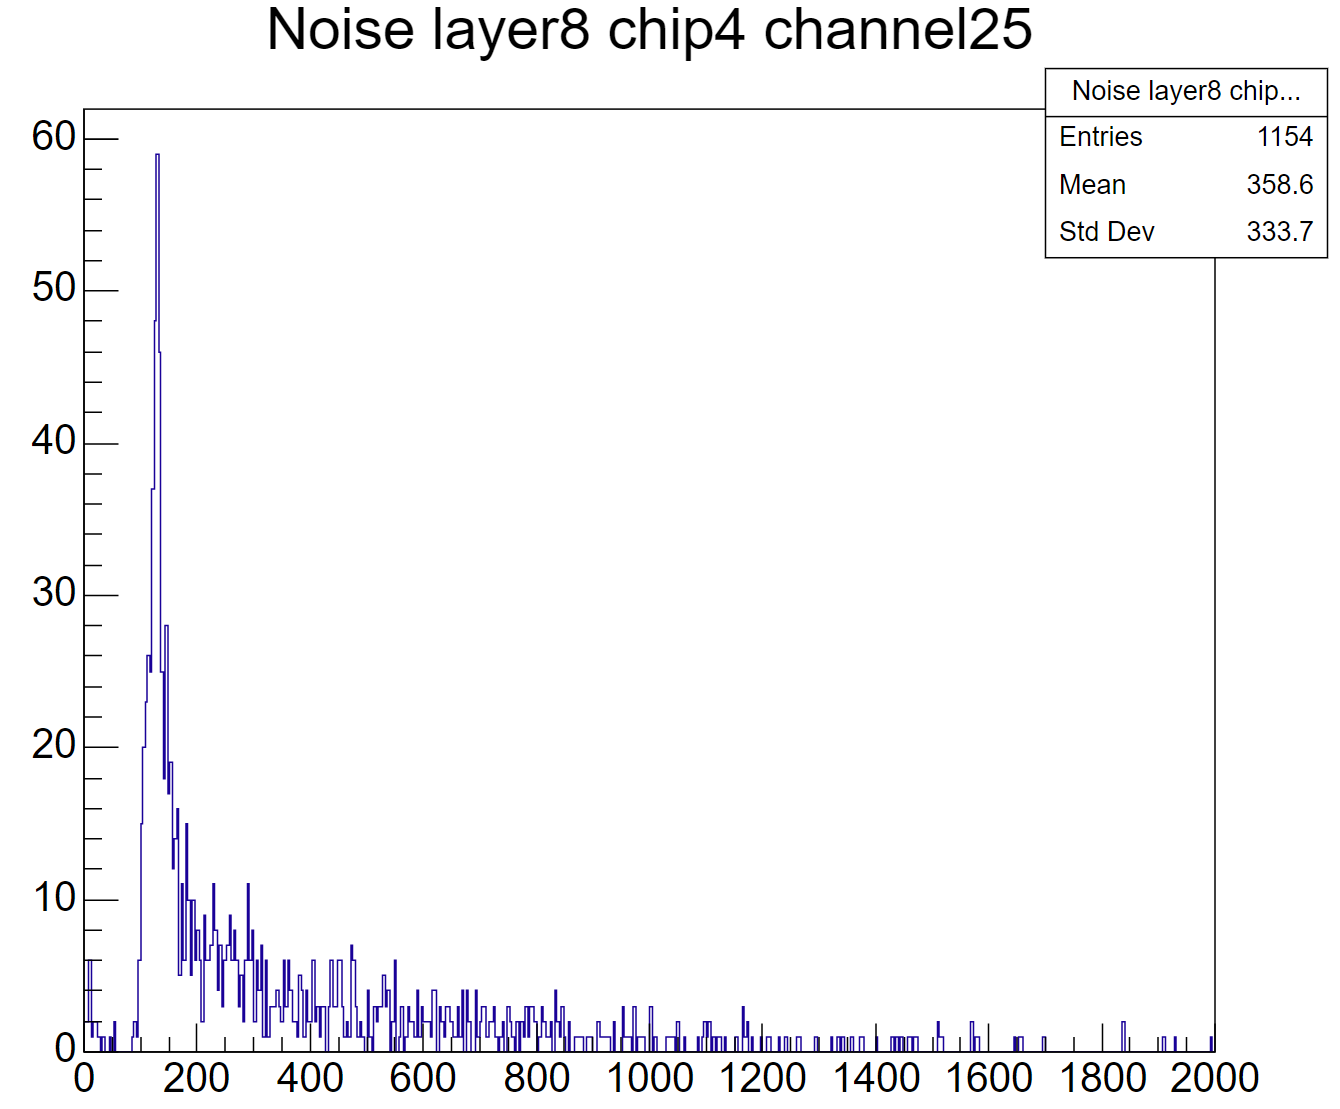 Noise layer8 chip4 channel25
Noise layer8 chip...
Entries 1154
Mean 358.6
Std Dev 333.7
60
50
40
30
20
10
0
0 200 400 600 800 1000 1200 1400 1600 1800 2000